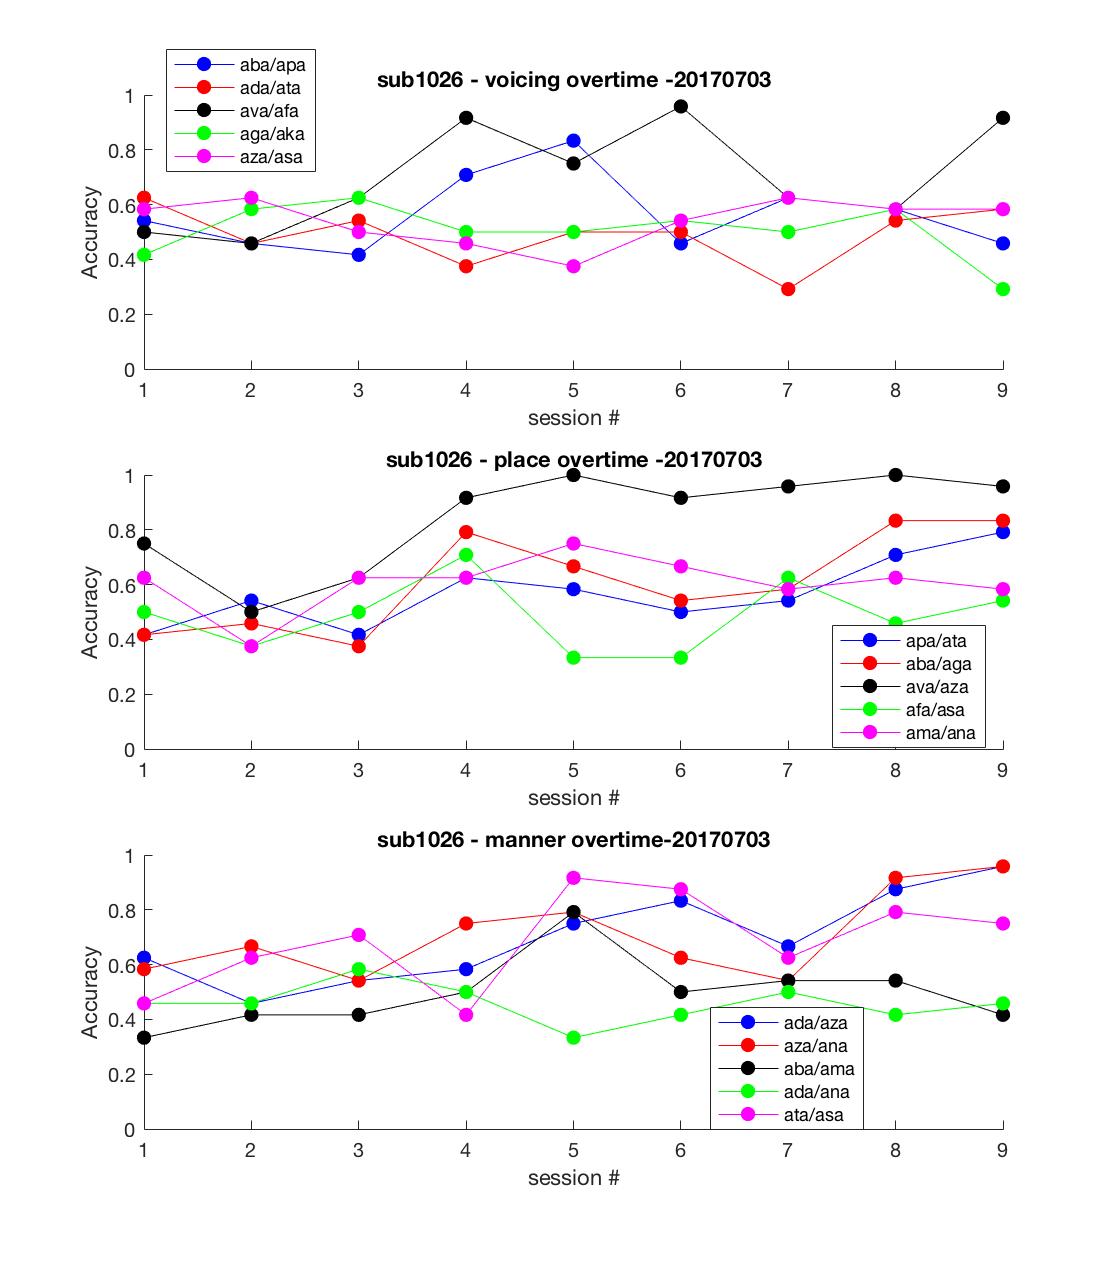 aba/apa
ada/ata
ava/afa
aga/aka
aza/asa
sub1026 - voicing overtime -20170703
1
0.8
0.6
0.4
0.2
0
Accuracy
1 2 3 4 5 6 7 8 9
session #
sub1026 - place overtime -20170703
1
0.8
0.6
0.4
0.2
0
Accuracy
apa/ata
aba/aga
ava/aza
afa/asa
ama/ana
1 2 3 4 5 6 7 8 9
session #
sub1026 - manner overtime-20170703
1
0.8
0.6
0.4
0.2
0
Accuracy
ada/aza
aza/ana
aba/ama
ada/ana
ata/asa
1 2 3 4 5 6 7 8 9
session #